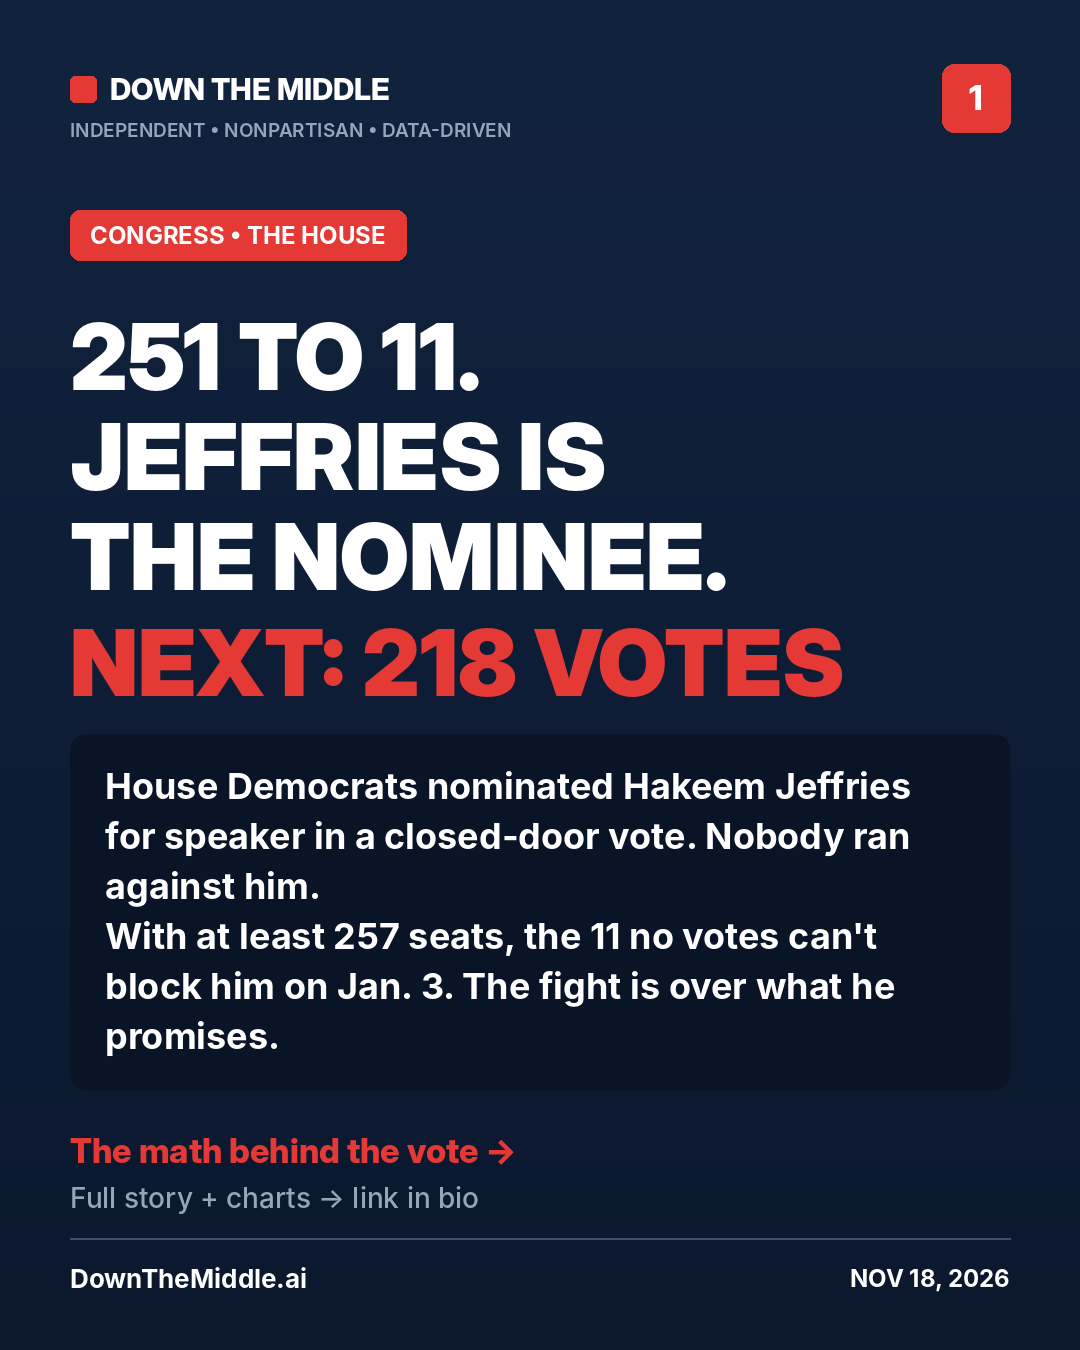 DOWN THE MIDDLE
1
INDEPENDENT • NONPARTISAN • DATA-DRIVEN
CONGRESS • THE HOUSE
251 TO 11.
JEFFRIES IS
THE NOMINEE.
NEXT: 218 VOTES
House Democrats nominated Hakeem Jeffries
for speaker in a closed-door vote. Nobody ran
against him.
With at least 257 seats, the 11 no votes can't
block him on Jan. 3. The fight is over what he
promises.
The math behind the vote →
Full story + charts → link in bio
DownTheMiddle.ai
NOV 18, 2026